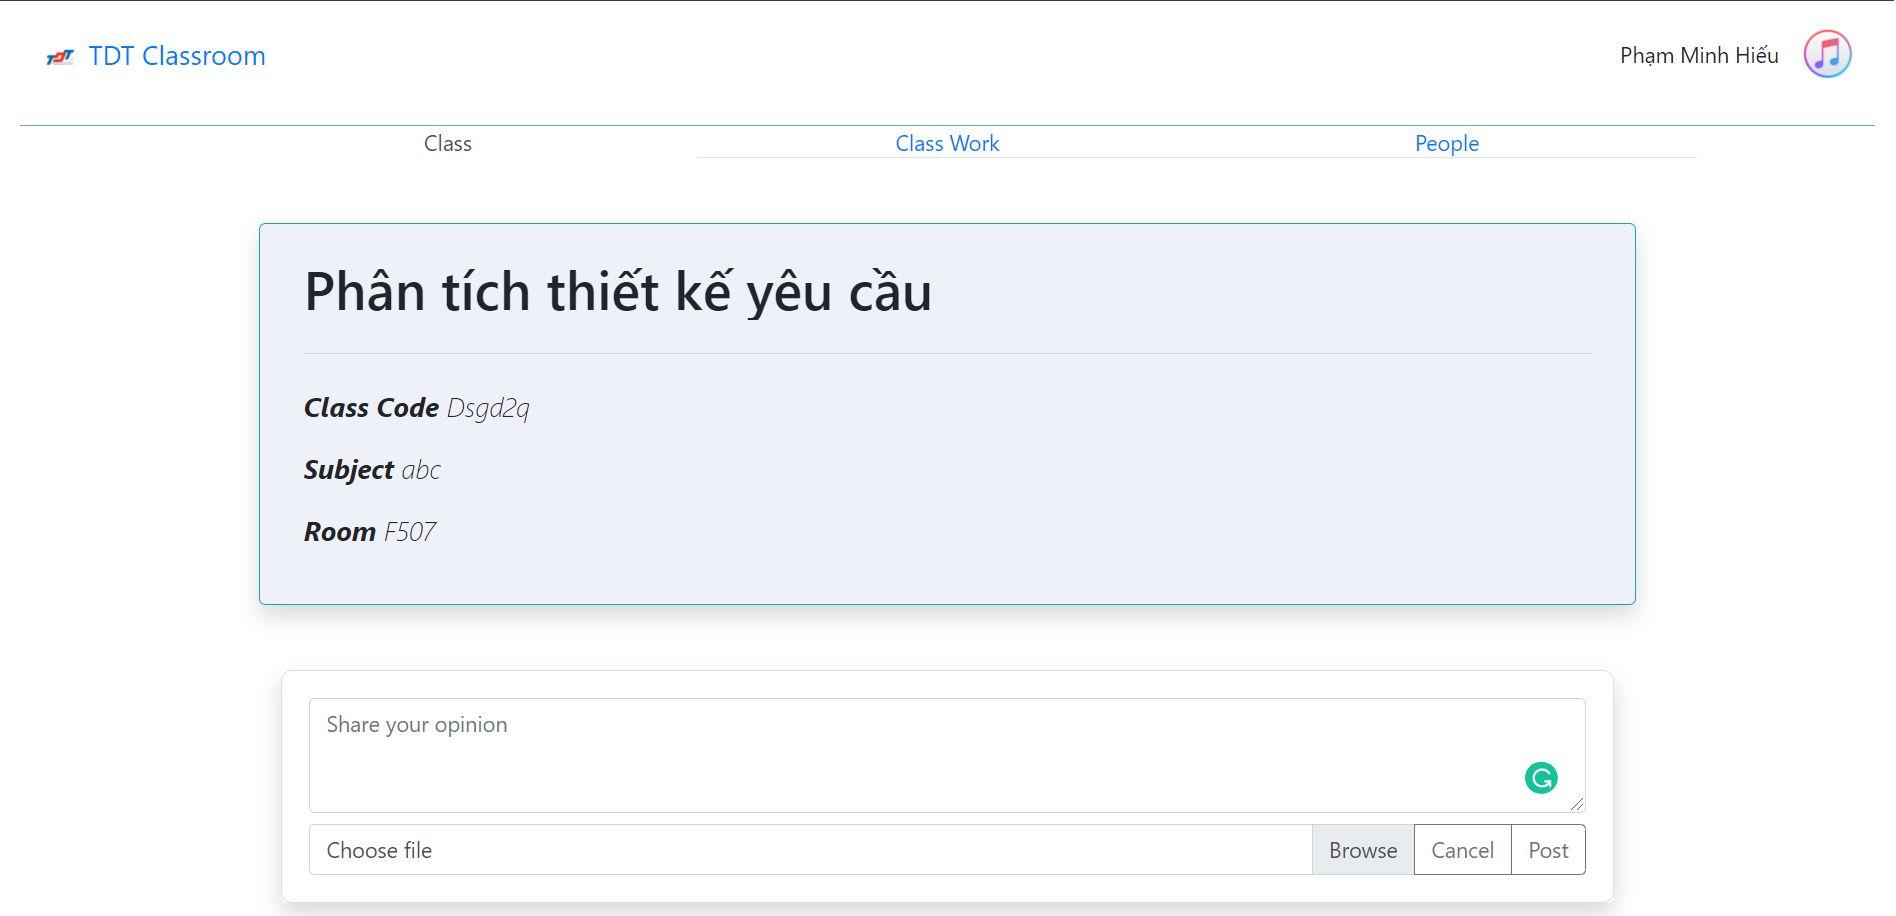 TDT TDT Classroom
Phạm Minh Hiếu
Class Class Work People
Phân tích thiết kế yêu cầu
Class Code Dsgd2q
Subject abc
Room F507
Share your opinion
Choose file Browse Cancel Post